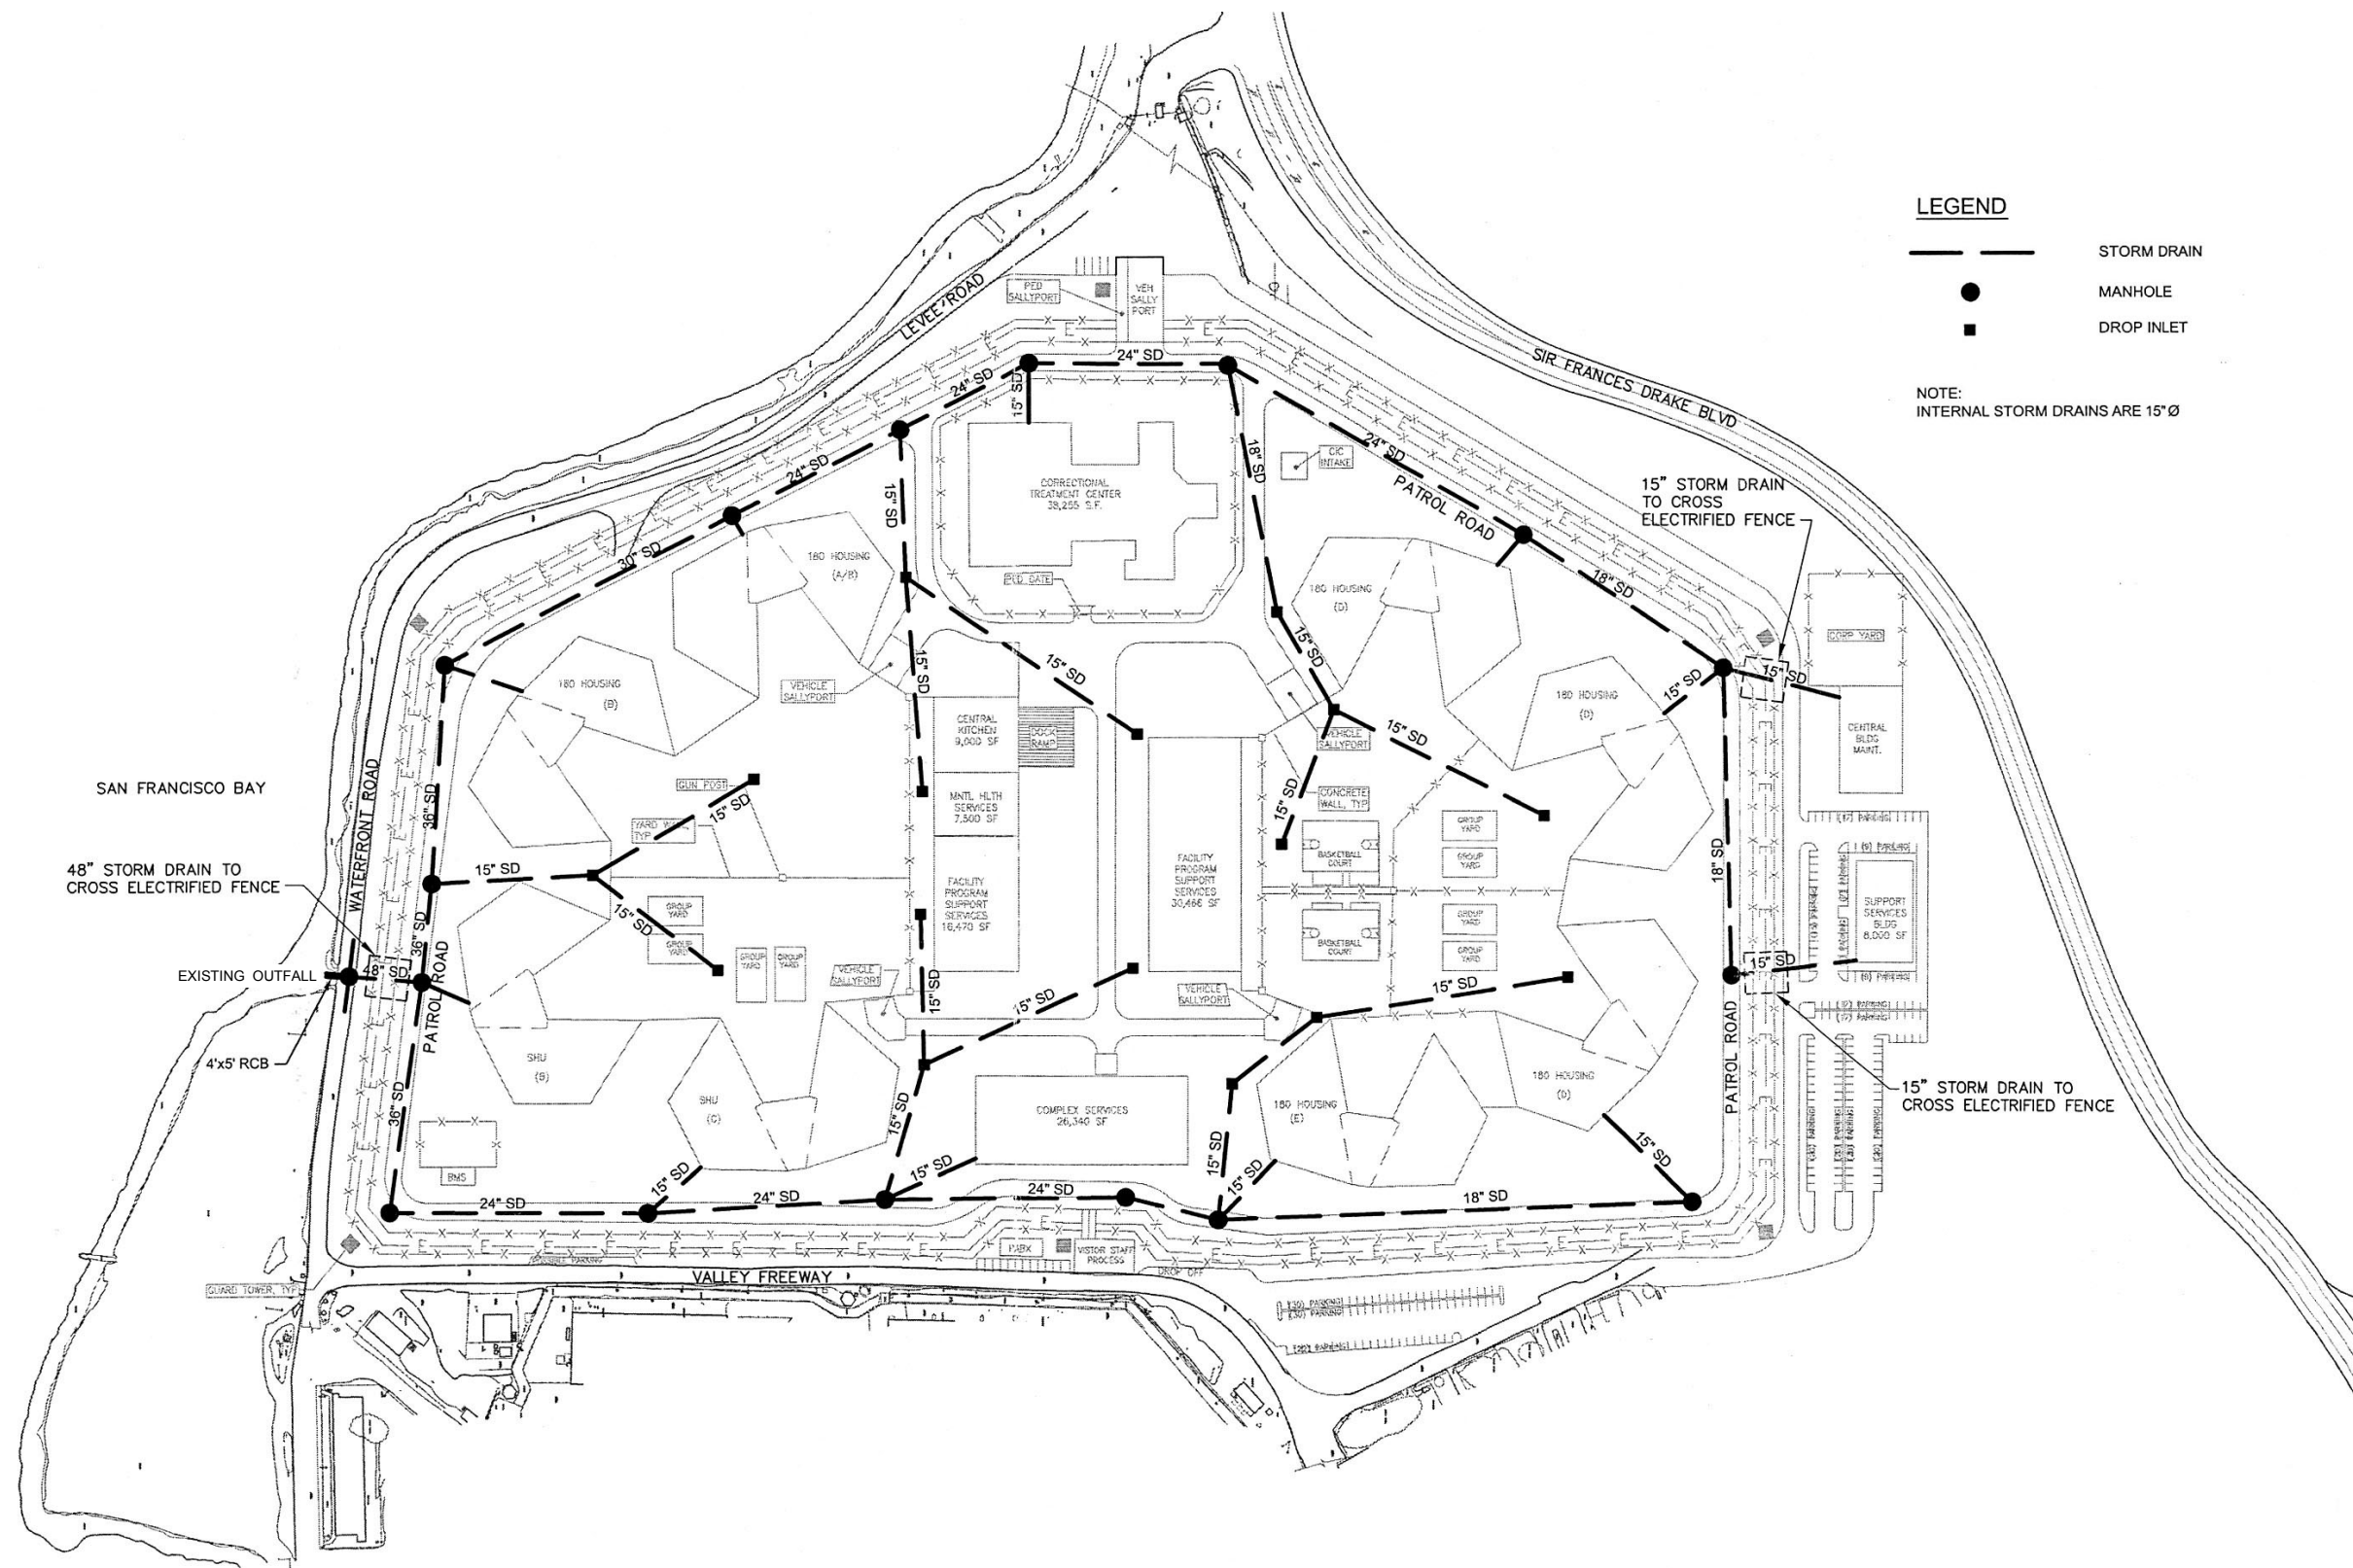 LEGEND
STORM DRAIN
MANHOLE
DROP INLET
NOTE:
INTERNAL STORM DRAINS ARE 15"Ø
LEVEE ROAD
SIR FRANCES DRAKE BLVD
PED
SALLYPORT
VEH
SALLY
PORT
24" SD
24" SD
15" SD
24" SD
30" SD
15" SD
18" SD
24" SD
PATROL ROAD
18" SD
CORRECTIONAL
TREATMENT CENTER
38,255 S.F.
CIC
INTAKE
15" STORM DRAIN
TO CROSS
ELECTRIFIED FENCE
180 HOUSING
(A/B)
PED GATE
180 HOUSING
(D)
CORP YARD
15" SD
15" SD
15" SD
15" SD
15" SD
180 HOUSING
(B)
VEHICLE
SALLYPORT
180 HOUSING
(D)
CENTRAL
KITCHEN
9,000 SF
DOCK
RAMP
VEHICLE
SALLYPORT
15" SD
CENTRAL
BLDG
MAINT.
SAN FRANCISCO BAY
WATERFRONT ROAD
36" SD
GUN POST
15" SD
YARD WALL,
TYP
MNTL HLTH
SERVICES
7,500 SF
15" SD
CONCRETE
WALL, TYP
GROUP
YARD
BASKETBALL
COURT
GROUP
YARD
18" SD
(17) PARKING
(9) PARKING
48" STORM DRAIN TO
CROSS ELECTRIFIED FENCE
15" SD
15" SD
FACILITY
PROGRAM
SUPPORT
SERVICES
16,470 SF
FACILITY
PROGRAM
SUPPORT
SERVICES
30,466 SF
SUPPORT
SERVICES
BLDG
8,000 SF
GROUP
YARD
GROUP
YARD
GROUP
YARD
GROUP
YARD
GROUP
YARD
BASKETBALL
COURT
GROUP
YARD
36" SD
PATROL ROAD
EXISTING OUTFALL
48" SD
4'x5' RCB
VEHICLE
SALLYPORT
15" SD
15" SD
VEHICLE
SALLYPORT
15" SD
15" SD
PATROL ROAD
15" STORM DRAIN TO
CROSS ELECTRIFIED FENCE
36" SD
SHU
(B)
SHU
(C)
15" SD
COMPLEX SERVICES
26,340 SF
180 HOUSING
(E)
180 HOUSING
(D)
15" SD
15" SD
BMS
24" SD
15" SD
24" SD
15" SD
24" SD
15" SD
18" SD
VISTOR STAFF
PROCESS
DROP OFF
VALLEY FREEWAY
GUARD TOWER, TYP
(30) PARKING
(30) PARKING